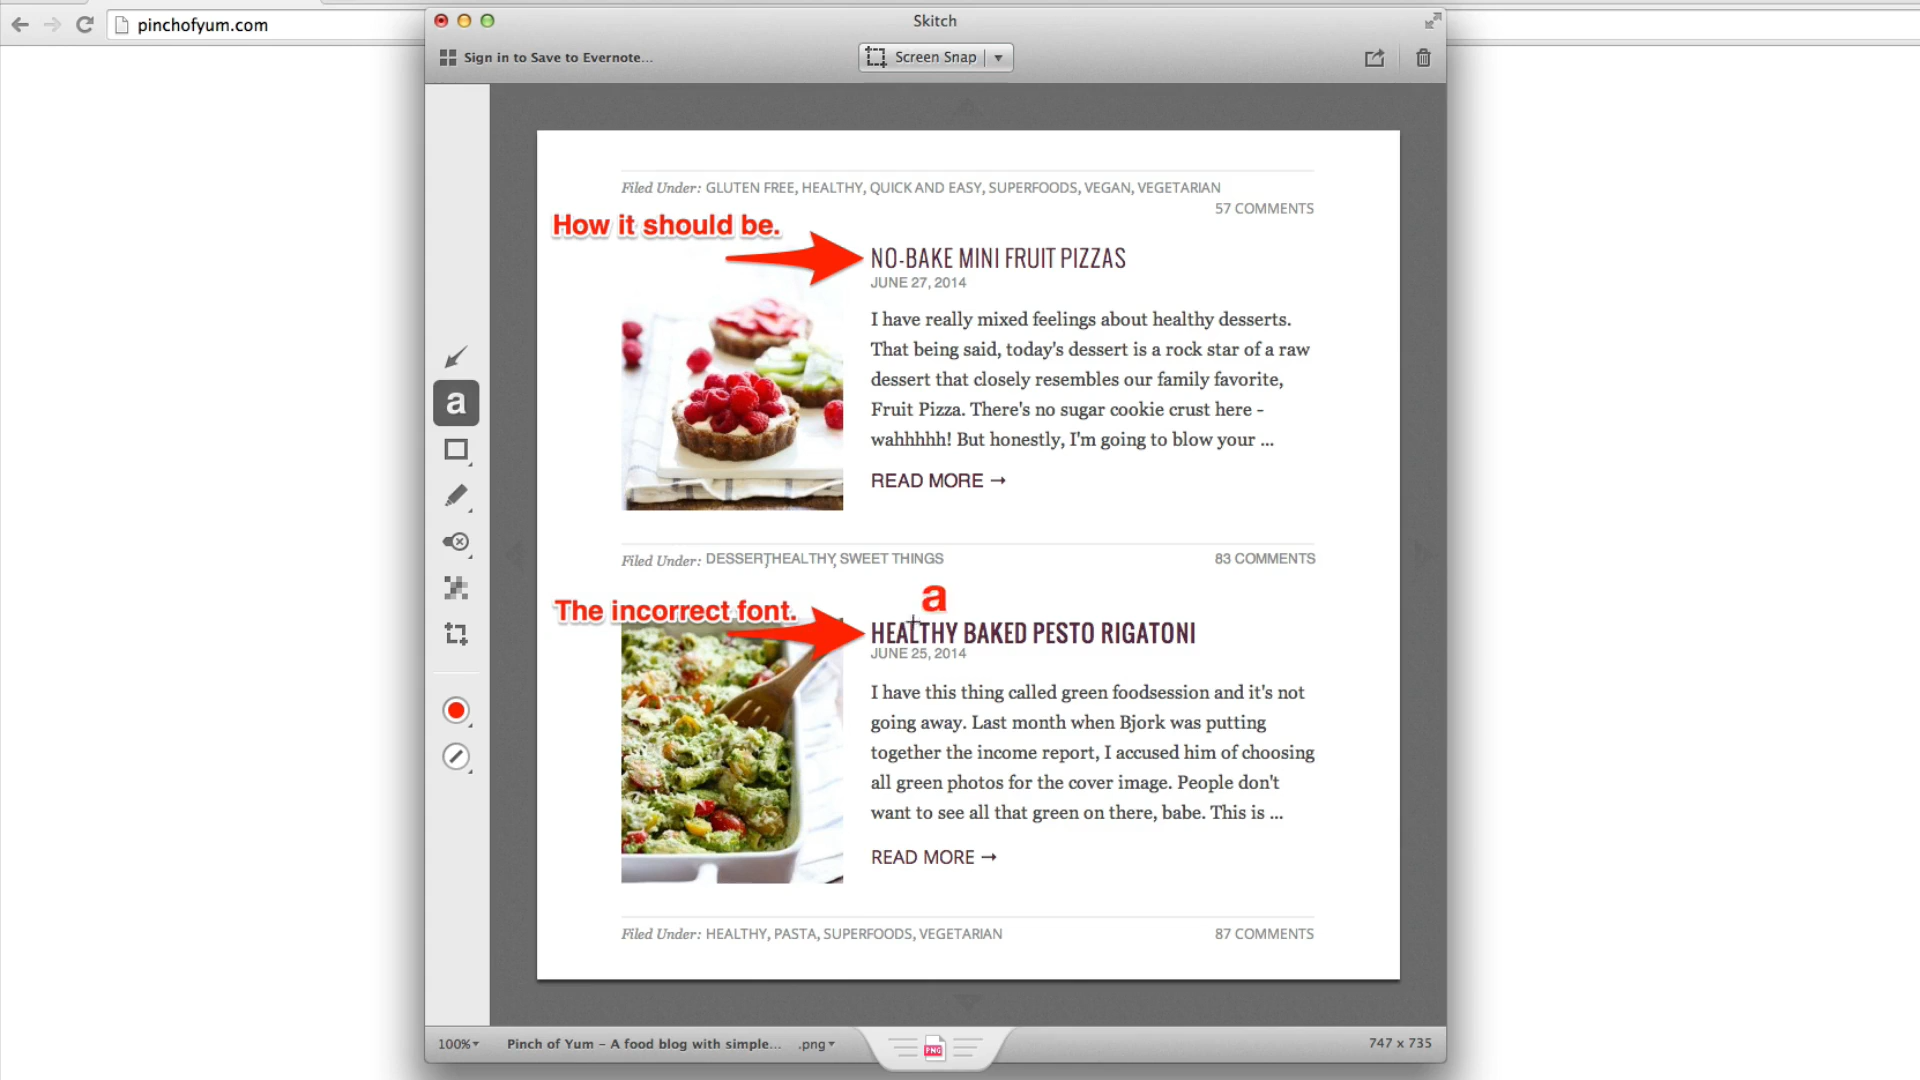 pinchofyum.com
Skitch
Sign in to Save to Evernote...
Screen Snap
Filed Under: GLUTEN FREE, HEALTHY, QUICK AND EASY, SUPERFOODS, VEGAN, VEGETARIAN
57 COMMENTS
How it should be.
NO-BAKE MINI FRUIT PIZZAS
JUNE 27, 2014
I have really mixed feelings about healthy desserts.
That being said, today's dessert is a rock star of a raw
dessert that closely resembles our family favorite,
Fruit Pizza. There's no sugar cookie crust here -
wahhhhh! But honestly, I'm going to blow your ...
READ MORE →
a
Filed Under: DESSERT, HEALTHY, SWEET THINGS
83 COMMENTS
a
The incorrect font.
HEALTHY BAKED PESTO RIGATONI
JUNE 25, 2014
I have this thing called green foodsession and it's not
going away. Last month when Bjork was putting
together the income report, I accused him of choosing
all green photos for the cover image. People don't
want to see all that green on there, babe. This is ...
READ MORE →
Filed Under: HEALTHY, PASTA, SUPERFOODS, VEGETARIAN
87 COMMENTS
100%
Pinch of Yum – A food blog with simple...
.png
PNG
747 x 735